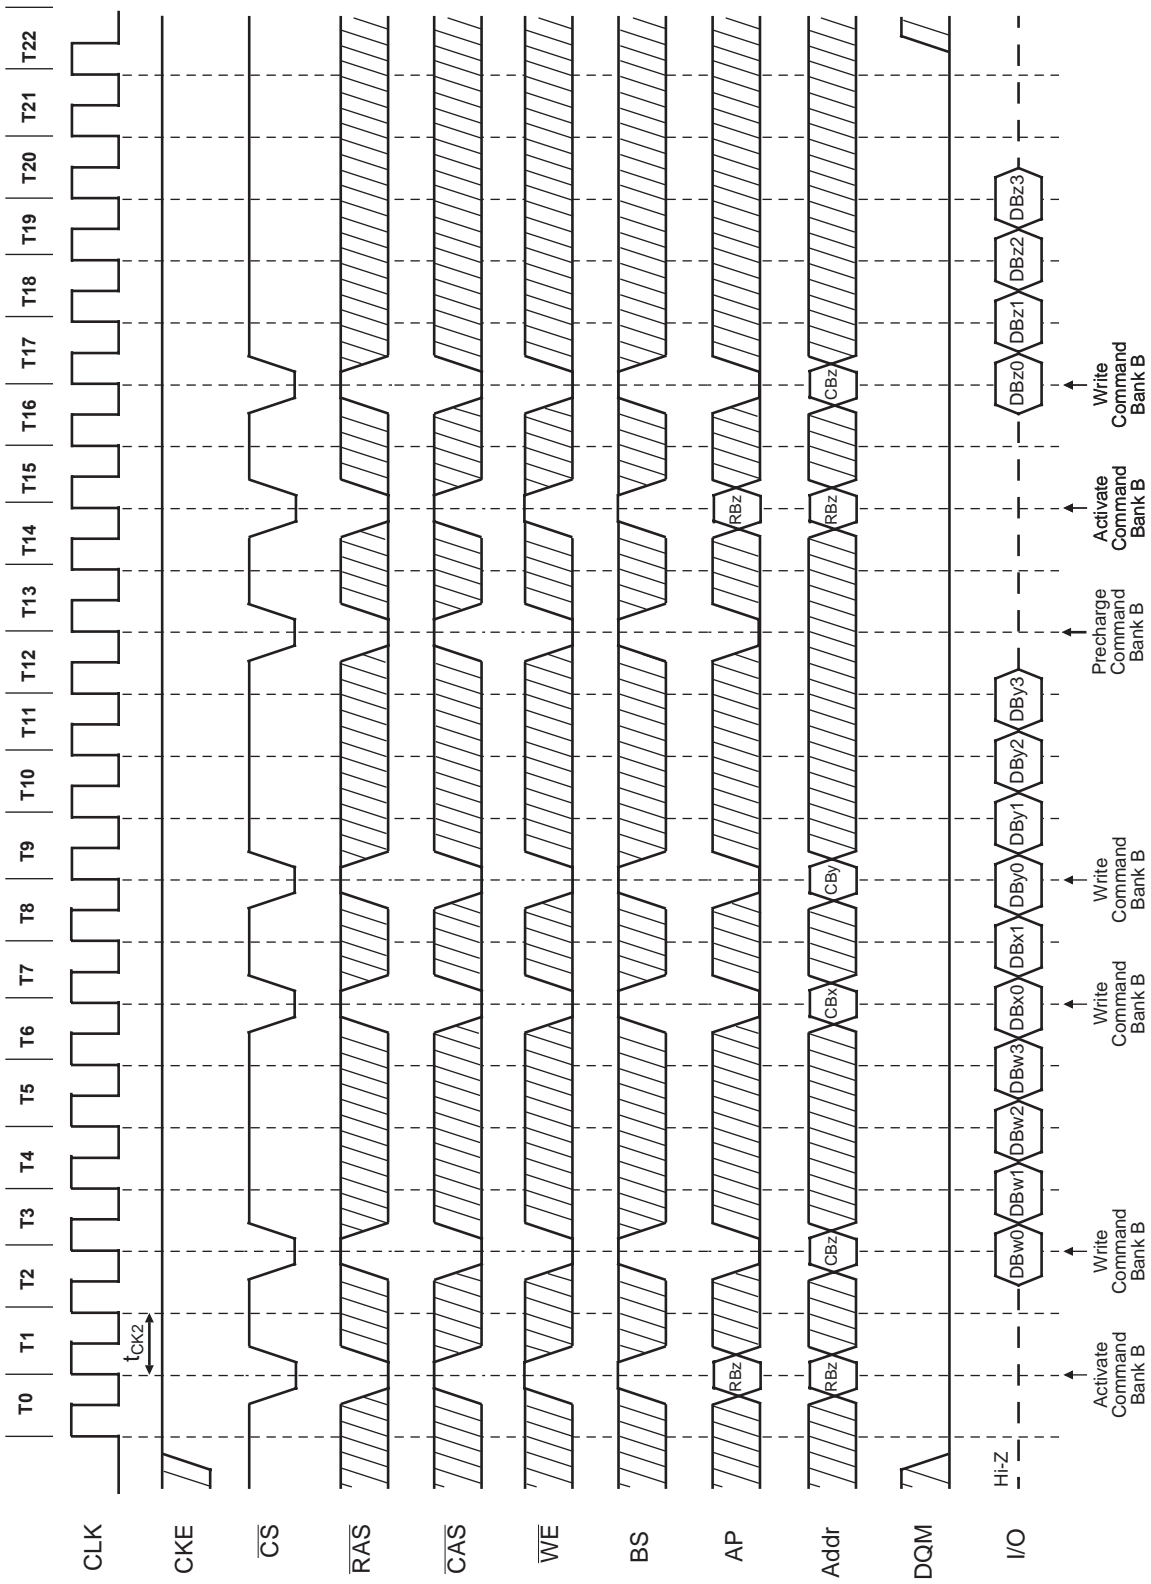 T0 T1 T2 T3 T4 T5 T6 T7 T8 T9 T10 T11 T12 T13 T14 T15 T16 T17 T18 T19 T20 T21 T22
CLK
tCK2
CKE
CS
RAS
CAS
WE
BS
AP
RBz RBz
Addr
RBz CBz CBx CBy RBz CBz
DQM
I/O
Hi-Z
DBw0 DBw1 DBw2 DBw3 DBx0 DBx1 DBy0 DBy1 DBy2 DBy3 DBz0 DBz1 DBz2 DBz3
Activate
Command
Bank B
Write
Command
Bank B
Write
Command
Bank B
Write
Command
Bank B
Precharge
Command
Bank B
Activate
Command
Bank B
Write
Command
Bank B